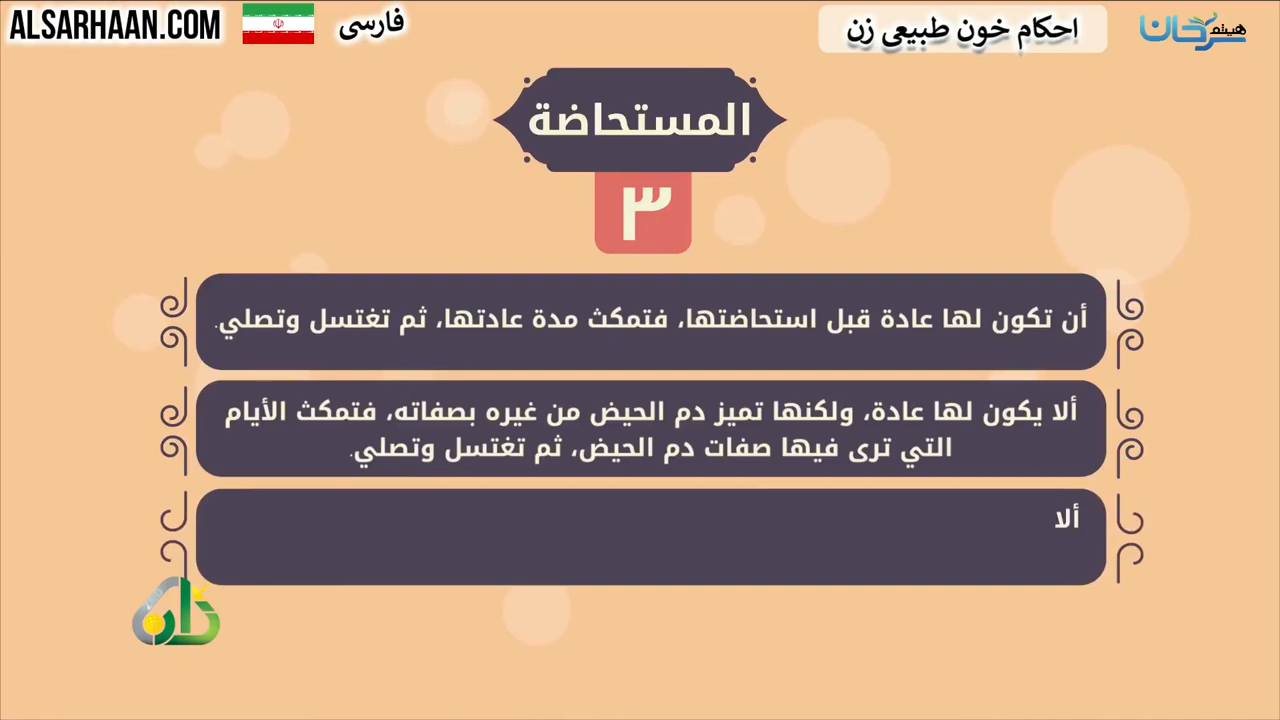 ALSARHAAN.COM
فارسی
احکام خون طبیعی زن
هيثم سرحان
المستحاضة
٣
أن تكون لها عادة قبل استحاضتها، فتمكث مدة عادتها، ثم تغتسل وتصلي.
ألا يكون لها عادة، ولكنها تميز دم الحيض من غيره بصفاته، فتمكث الأيام
التي ترى فيها صفات دم الحيض، ثم تغتسل وتصلي.
ألا